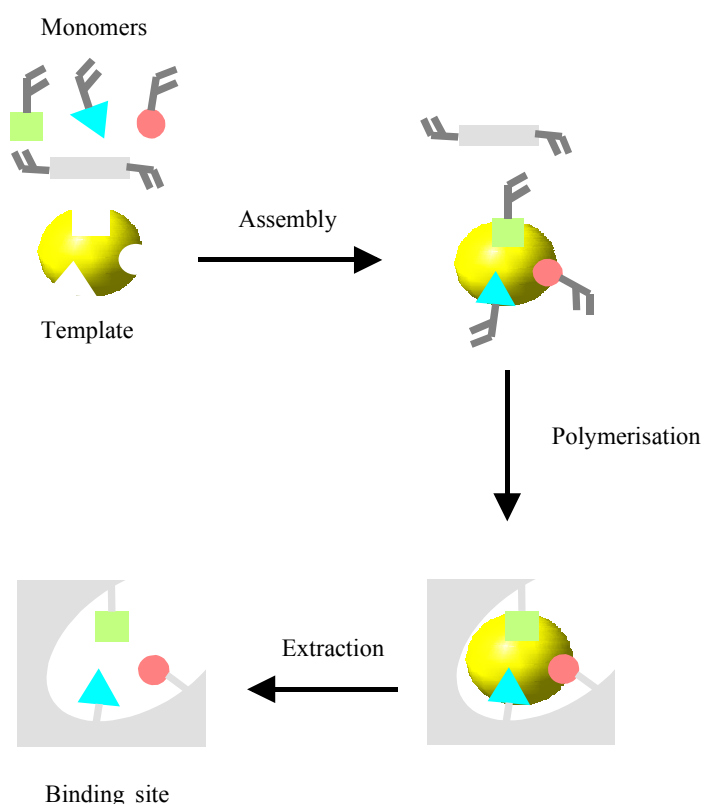 Monomers
Assembly
Template
Polymerisation
Extraction
Binding site